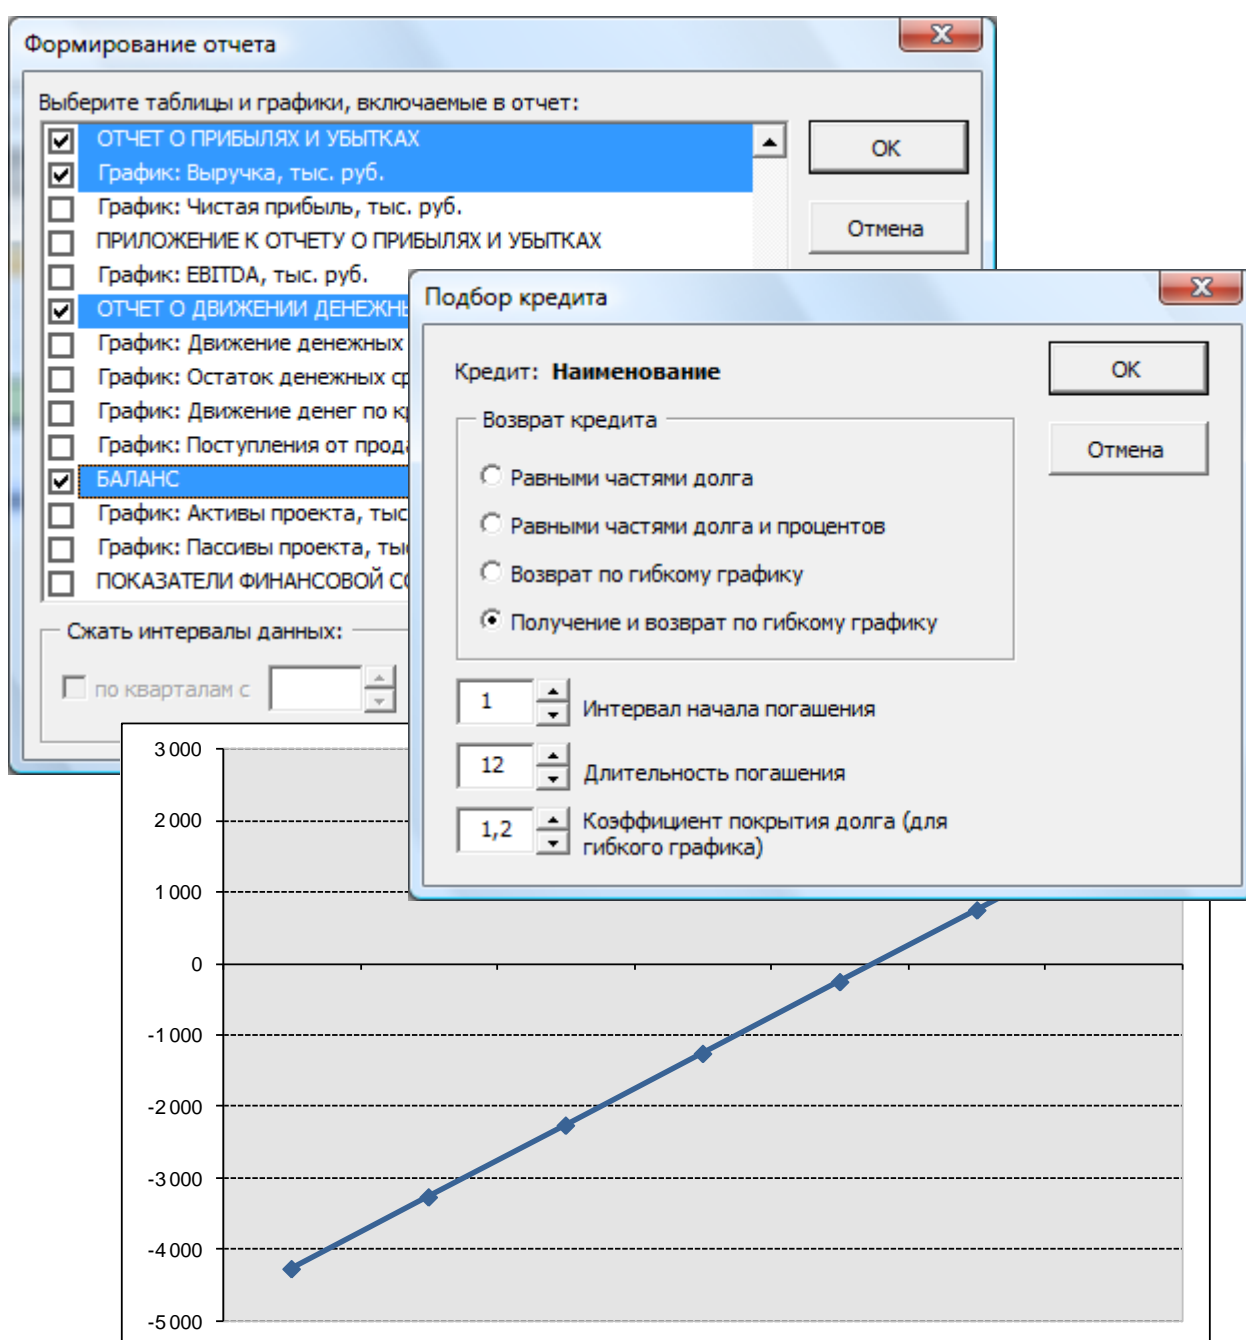 Формирование отчета
Выберите таблицы и графики, включаемые в отчет:
ОТЧЕТ О ПРИБЫЛЯХ И УБЫТКАХ
График: Выручка, тыс. руб.
График: Чистая прибыль, тыс. руб.
ПРИЛОЖЕНИЕ К ОТЧЕТУ О ПРИБЫЛЯХ И УБЫТКАХ
График: EBITDA, тыс. руб.
ОТЧЕТ О ДВИЖЕНИИ
График: Движение денежных
График: Остаток денежных
График: Движение денег по
График: Поступления от
БАЛАНС
График: Активы проекта,
График: Пассивы проекта,
ПОКАЗАТЕЛИ ФИНАНСОВОЙ
OK
Отмена
Сжать интервалы данных:
по кварталам с
Подбор кредита
Кредит: Наименование
Возврат кредита
Равными частями долга
Равными частями долга и процентов
Возврат по гибкому графику
Получение и возврат по гибкому графику
1 Интервал начала погашения
12 Длительность погашения
1,2 Коэффициент покрытия долга (для
гибкого графика)
OK
Отмена
3 000
2 000
1 000
0
-1 000
-2 000
-3 000
-4 000
-5 000